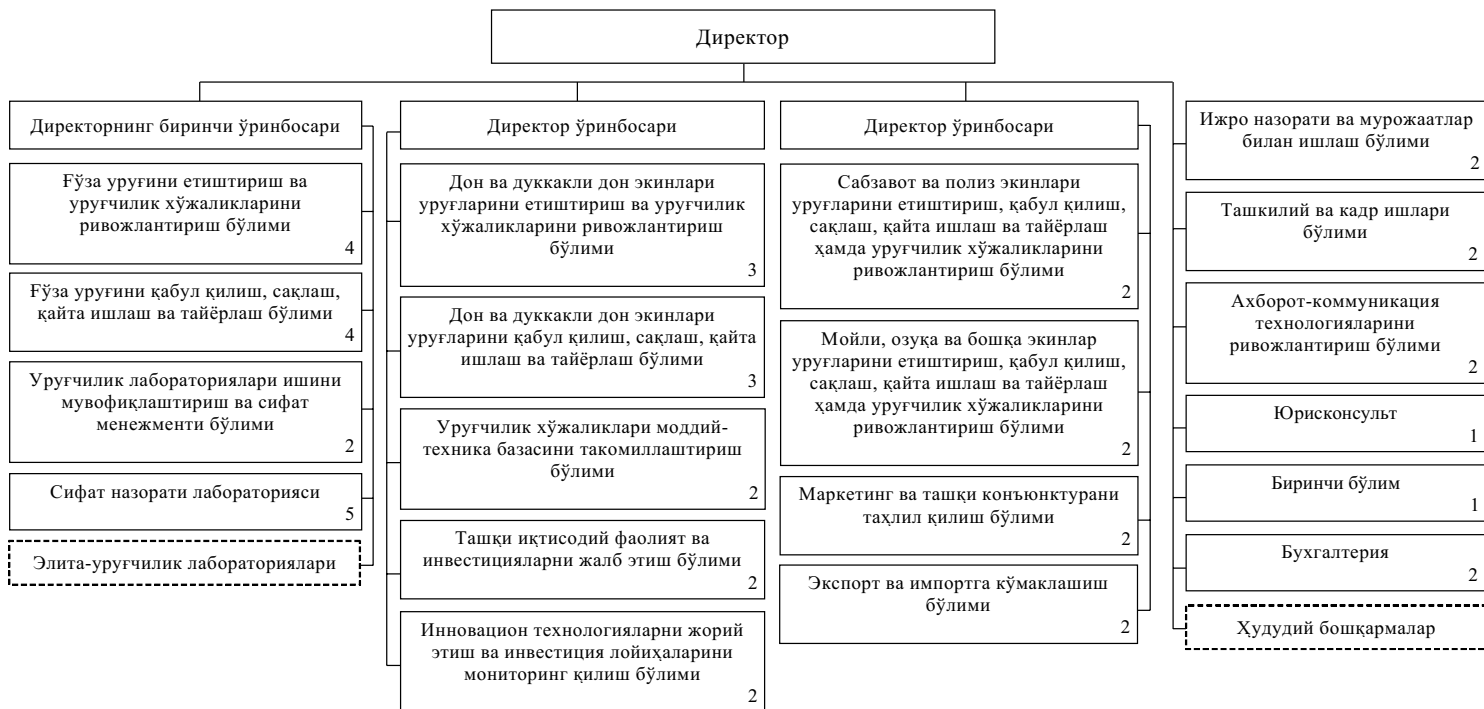 Директор
Директорнинг биринчи ўринбосари
Ғўза уруғини етиштириш ва
уруғчилик хўжаликларини
ривожлантириш бўлими
4
Ғўза уруғини қабул қилиш, сақлаш,
қайта ишлаш ва тайёрлаш бўлими
4
Уруғчилик лабораториялари ишини
мувофиқлаштириш ва сифат
менежменти бўлими
2
Сифат назорати лабораторияси
5
Элита-уруғчилик лабораториялари
Директор ўринбосари
Дон ва дуккакли дон экинлари
уруғларини етиштириш ва уруғчилик
хўжаликларини ривожлантириш
бўлими
3
Дон ва дуккакли дон экинлари
уруғларини қабул қилиш, сақлаш, қайта
ишлаш ва тайёрлаш бўлими
3
Уруғчилик хўжаликлари моддий-
техника базасини такомиллаштириш
бўлими
2
Ташқи иқтисодий фаолият ва
инвестицияларни жалб этиш бўлими
2
Инновацион технологияларни жорий
этиш ва инвестиция лойиҳаларини
мониторинг қилиш бўлими
2
Директор ўринбосари
Сабзавот ва полиз экинлари
уруғларини етиштириш, қабул қилиш,
сақлаш, қайта ишлаш ва тайёрлаш
ҳамда уруғчилик хўжаликларини
ривожлантириш бўлими
2
Мойли, озуқа ва бошқа экинлар
уруғларини етиштириш, қабул қилиш,
сақлаш, қайта ишлаш ва тайёрлаш
ҳамда уруғчилик хўжаликларини
ривожлантириш бўлими
2
Маркетинг ва ташқи конъюнктурани
таҳлил қилиш бўлими
2
Экспорт ва импортга кўмаклашиш
бўлими
2
Ижро назорати ва мурожаатлар
билан ишлаш бўлими
2
Ташкилий ва кадр ишлари
бўлими
2
Ахборот-коммуникация
технологияларини
ривожлантириш бўлими
2
Юрисконсульт
1
Биринчи бўлим
1
Бухгалтерия
2
Ҳудудий бошқармалар